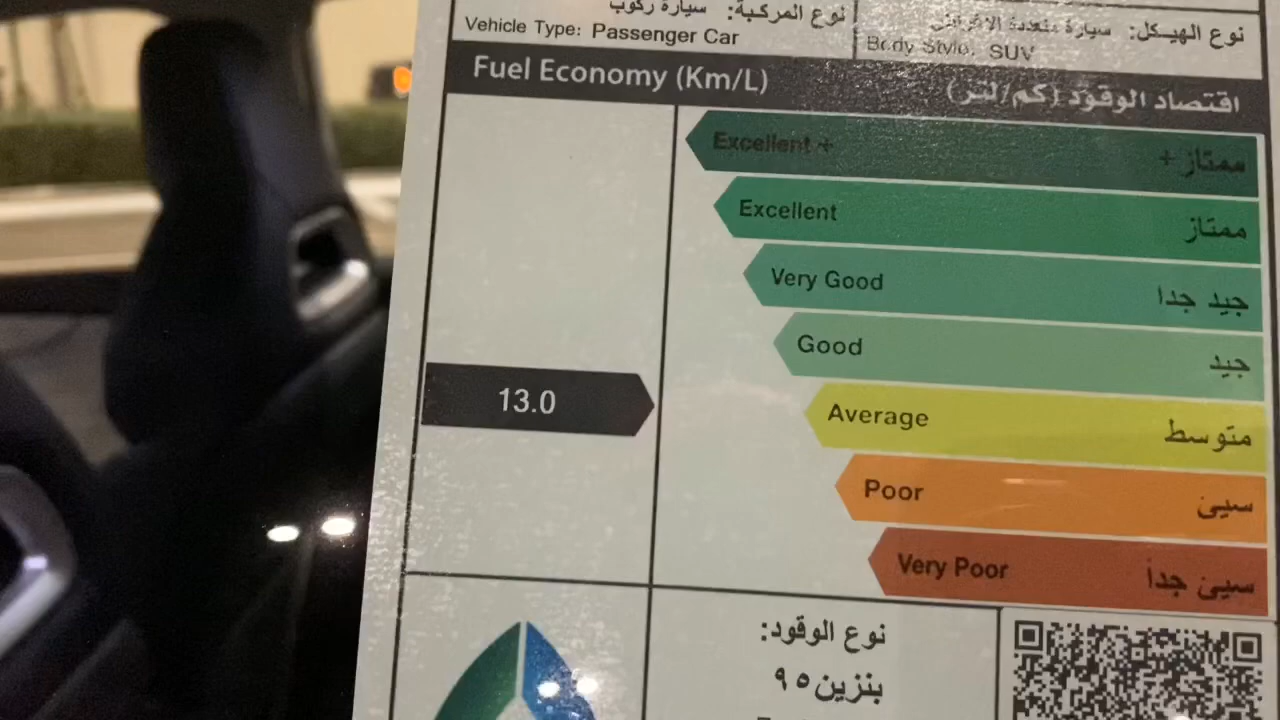 نوع المركبة: سيارة ركوب
نوع الهيكل: سيارة متعددة الاغراض
Vehicle Type: Passenger Car
Body Style: SUV
Fuel Economy (Km/L)
اقتصاد الوقود (كم/لتر)
Excellent + ممتاز +
Excellent ممتاز
Very Good جيد جدا
Good جيد
13.0
Average متوسط
Poor سيئ
Very Poor سيئ جداً
نوع الوقود:
بنزين ٩٥